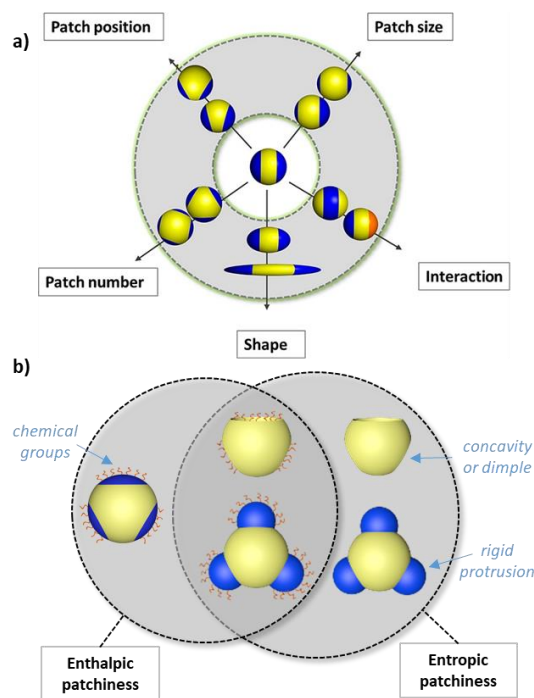 a)
Patch position
Patch size
Patch number
Interaction
Shape
b)
chemical
groups
concavity
or dimple
rigid
protrusion
Enthalpic
patchiness
Entropic
patchiness